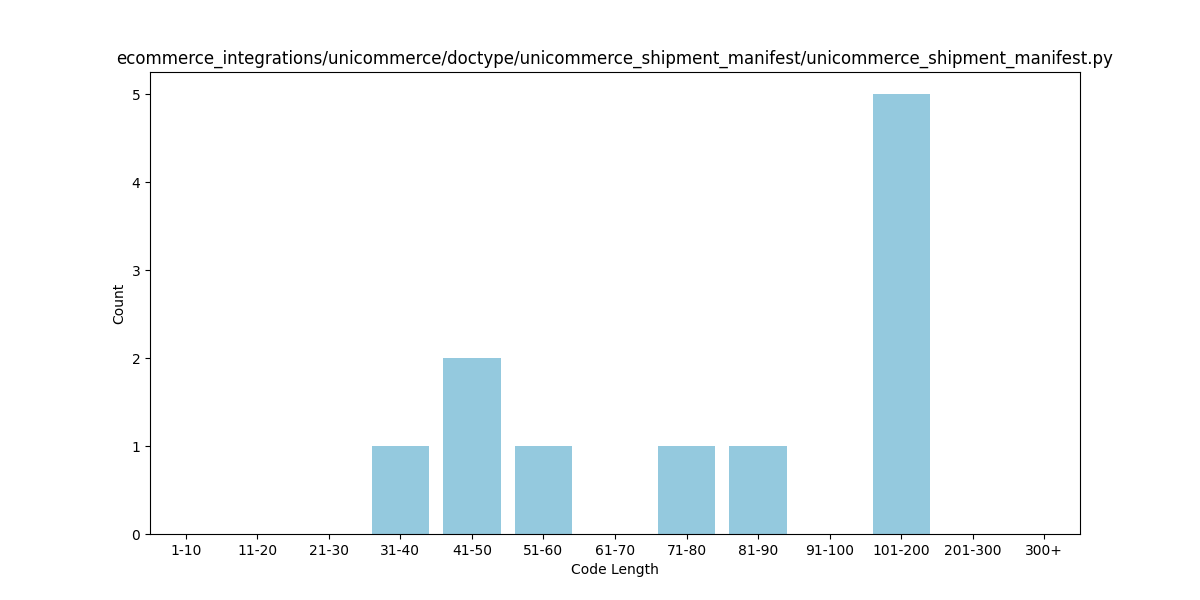 ecommerce_integrations/unicommerce/doctype/unicommerce_shipment_manifest/unicommerce_shipment_manifest.py
5
4
3
2
1
0
Count
1-10 11-20 21-30 31-40 41-50 51-60 61-70 71-80 81-90 91-100 101-200 201-300 300+
Code Length